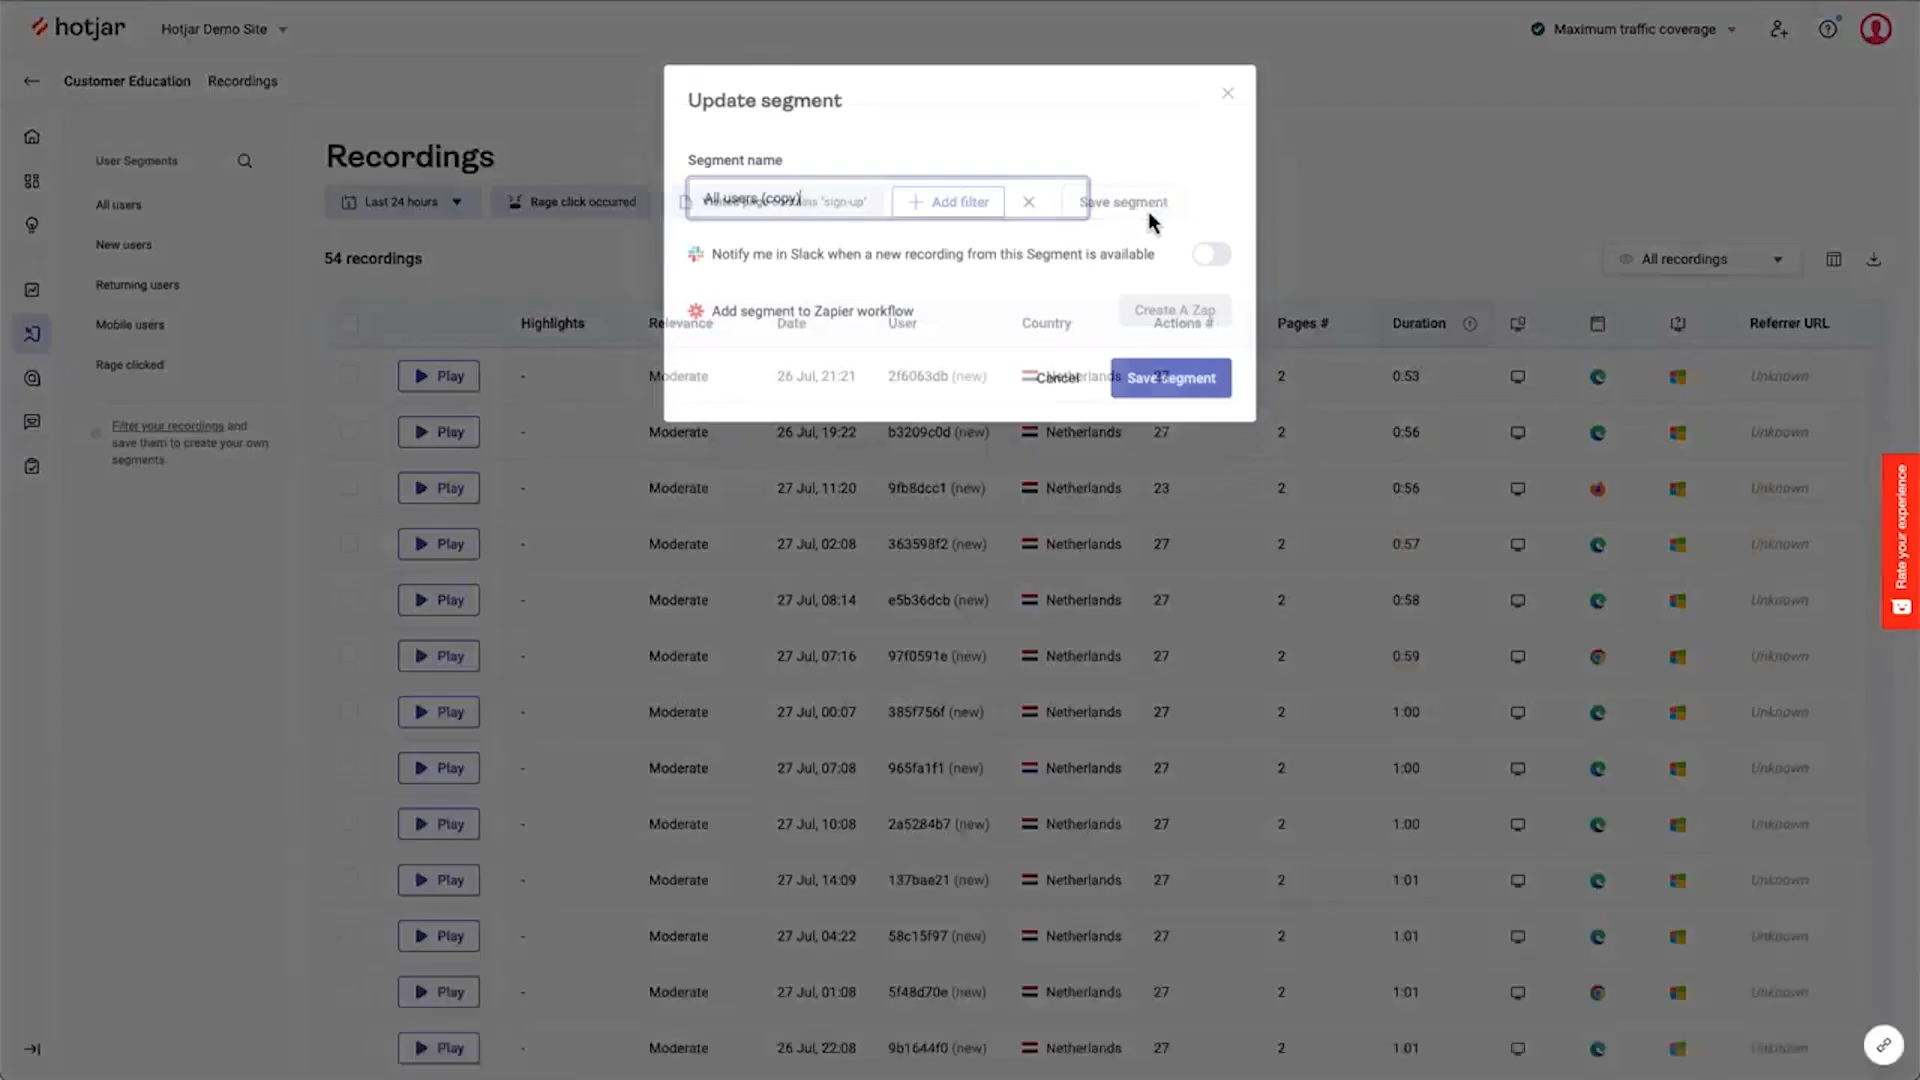 hotjar
Hotjar Demo Site
Maximum traffic coverage
Customer Education Recordings
User Segments
All users
New users
Returning users
Mobile users
Rage clicked
Filter your recordings and
save them to create your own
segments.
Recordings
Last 24 hours
Rage click occurred
54 recordings
All recordings
Update segment
Segment name
All users (copy)
'sign-up'
Add filter
Save segment
Notify me in Slack when a new recording from this Segment is available
Add segment to Zapier workflow
Create A Zap
Cancel
Save segment
Highlights Relevance Date User Country Actions # Pages # Duration Referrer URL
Play - Moderate 26 Jul, 21:21 2f6063db (new) Netherlands 27 2 0:53 Unknown
Play - Moderate 26 Jul, 19:22 b3209c0d (new) Netherlands 27 2 0:56 Unknown
Play - Moderate 27 Jul, 11:20 9fb8dcc1 (new) Netherlands 23 2 0:56 Unknown
Play - Moderate 27 Jul, 02:08 363598f2 (new) Netherlands 27 2 0:57 Unknown
Play - Moderate 27 Jul, 08:14 e5b36dcb (new) Netherlands 27 2 0:58 Unknown
Play - Moderate 27 Jul, 07:16 97f0591e (new) Netherlands 27 2 0:59 Unknown
Play - Moderate 27 Jul, 00:07 385f756f (new) Netherlands 27 2 1:00 Unknown
Play - Moderate 27 Jul, 07:08 965fa1f1 (new) Netherlands 27 2 1:00 Unknown
Play - Moderate 27 Jul, 10:08 2a5284b7 (new) Netherlands 27 2 1:00 Unknown
Play - Moderate 27 Jul, 14:09 137bae21 (new) Netherlands 27 2 1:01 Unknown
Play - Moderate 27 Jul, 04:22 58c15f97 (new) Netherlands 27 2 1:01 Unknown
Play - Moderate 27 Jul, 01:08 5f48d70e (new) Netherlands 27 2 1:01 Unknown
Play - Moderate 26 Jul, 22:08 9b1644f0 (new) Netherlands 27 2 1:01 Unknown
Rate your experience